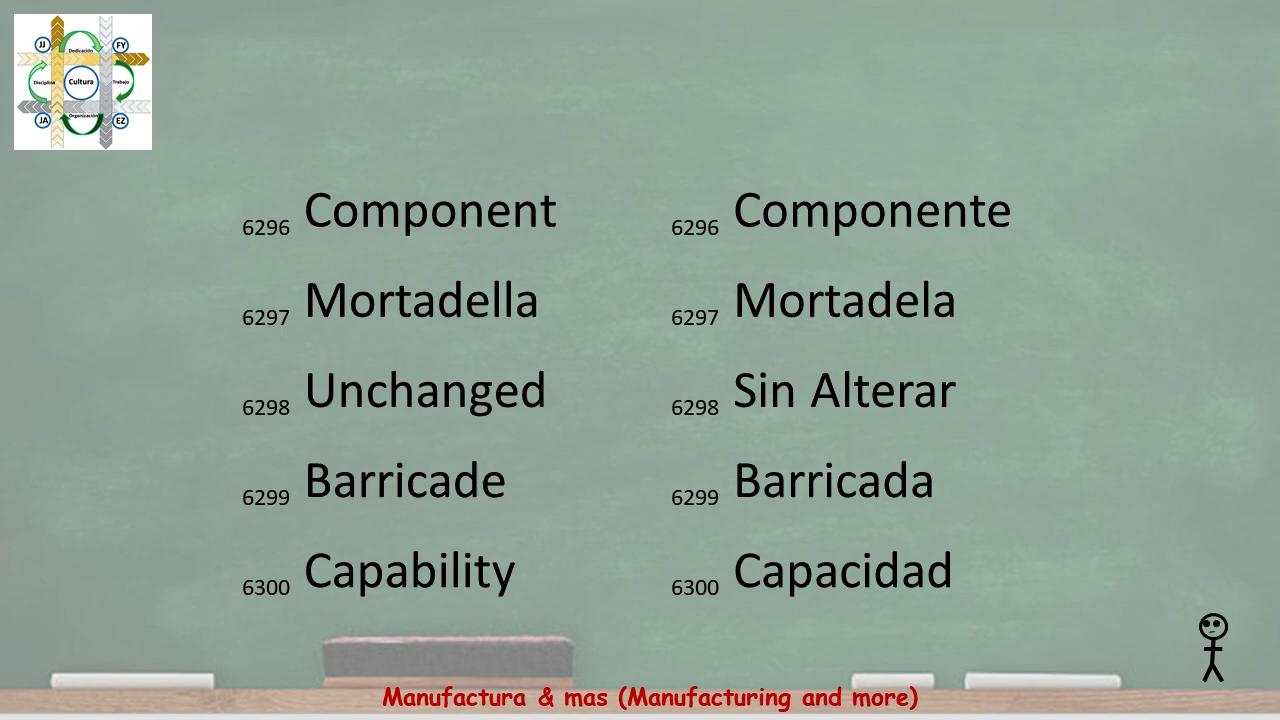 JJ
FY
Dedicación
Disciplina
Cultura
Trabajo
Organización
JA
EZ
6296 Component 6296 Componente
6297 Mortadella 6297 Mortadela
6298 Unchanged 6298 Sin Alterar
6299 Barricade 6299 Barricada
6300 Capability 6300 Capacidad
Manufactura & mas (Manufacturing and more)